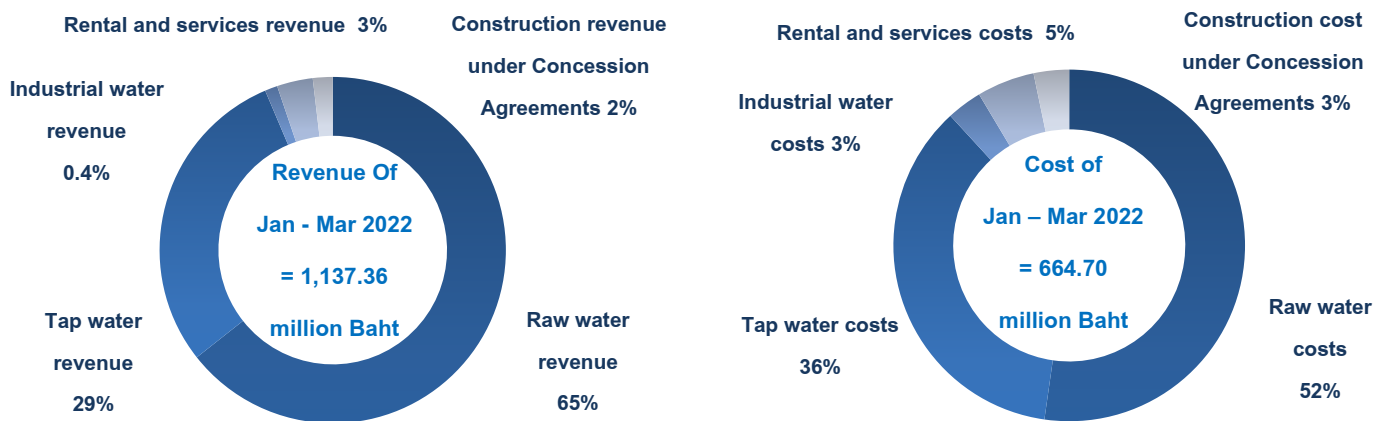 Rental and services revenue 3%
Construction revenue
under Concession
Agreements 2%
Industrial water
revenue
0.4%
Revenue Of
Jan - Mar 2022
= 1,137.36
million Baht
Tap water
revenue
29%
Raw water
revenue
65%
Rental and services costs 5%
Construction cost
under Concession
Agreements 3%
Industrial water
costs 3%
Cost of
Jan – Mar 2022
= 664.70
million Baht
Tap water costs
36%
Raw water
costs
52%